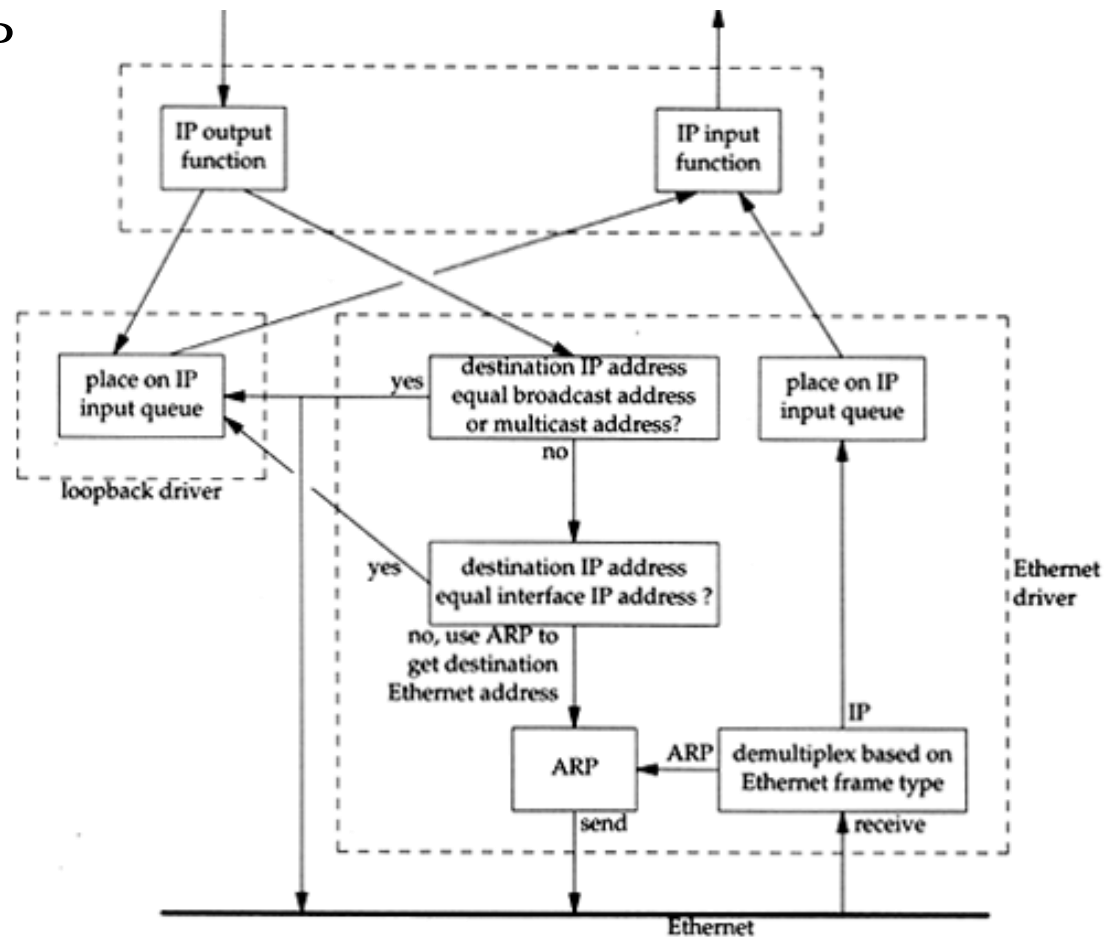 IP output
function
IP input
function
place on IP
input queue
yes
destination IP address
equal broadcast address
or multicast address?
place on IP
input queue
no
loopback driver
yes
destination IP address
equal interface IP address ?
Ethernet
driver
no, use ARP to
get destination
Ethernet address
IP
ARP
ARP
demultiplex based on
Ethernet frame type
send
receive
Ethernet